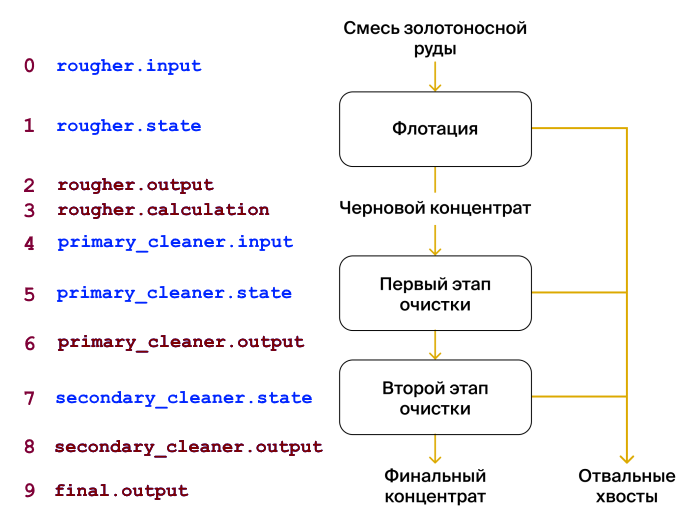 Смесь золотоносной
руды
0 rougher.input
1 rougher.state
Флотация
2 rougher.output
3 rougher.calculation
Черновой концентрат
4 primary_cleaner.input
5 primary_cleaner.state
Первый этап
очистки
6 primary_cleaner.output
7 secondary_cleaner.state
Второй этап
очистки
8 secondary_cleaner.output
9 final.output
Финальный
концентрат
Отвальные
хвосты